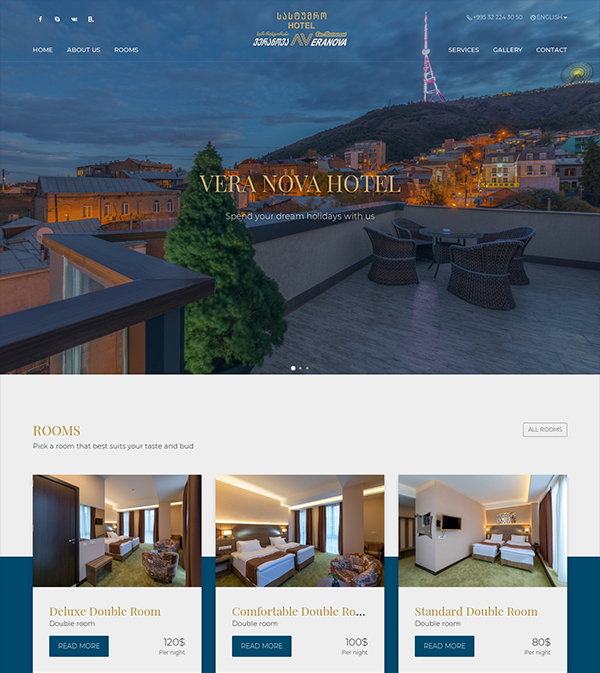 სასტუმრო
HOTEL
+995 32 224 30 50
ENGLISH
B.
ვერანოვა
VERANOVA
HOME
ABOUT US
ROOMS
SERVICES
GALLERY
CONTACT
VERA NOVA HOTEL
Spend your dream holidays with us
ROOMS
Pick a room that best suits your taste and bud
ALL ROOMS
Deluxe Double Room
Double room
READ MORE
120$
Per night
Comfortable Double Ro...
Double room
READ MORE
100$
Per night
Standard Double Room
Double room
READ MORE
80$
Per night